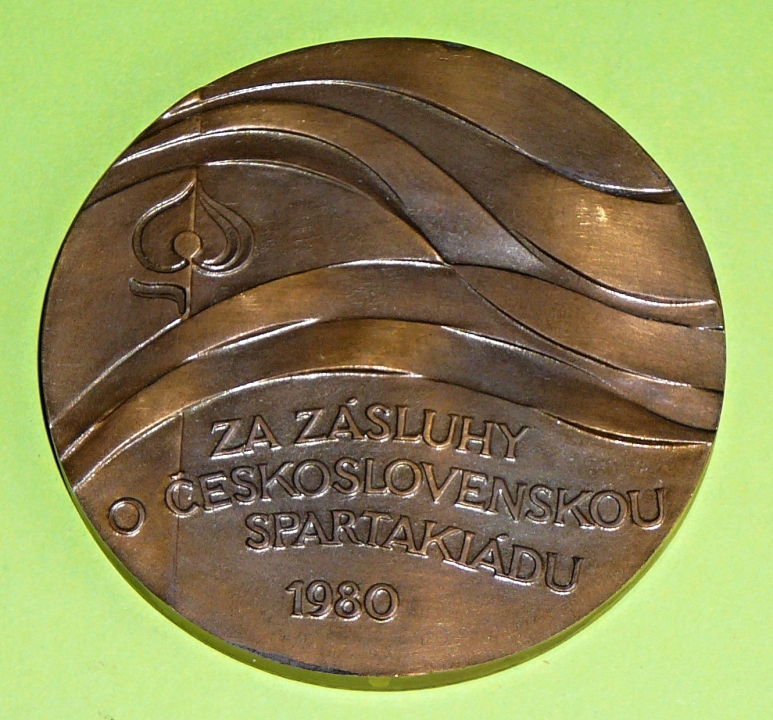 ZA ZÁSLUHY
O ČESKOSLOVENSKOU
SPARTAKIÁDU
1980